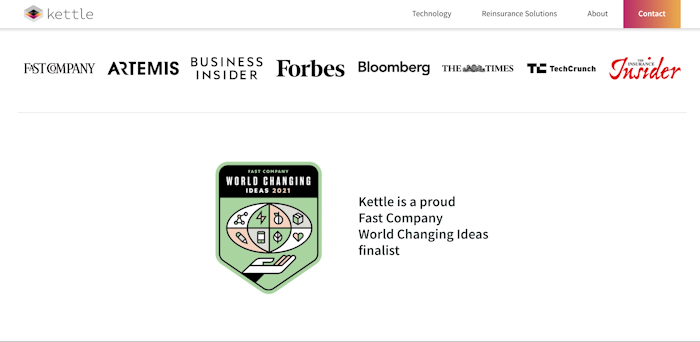 kettle
Technology
Reinsurance Solutions
About
Contact
FAST COMPANY
ARTEMIS
BUSINESS
INSIDER
Forbes
Bloomberg
THE TIMES
TC TechCrunch
THE
INSURANCE
Insider
FAST COMPANY
WORLD CHANGING
IDEAS 2021
Kettle is a proud
Fast Company
World Changing Ideas
finalist